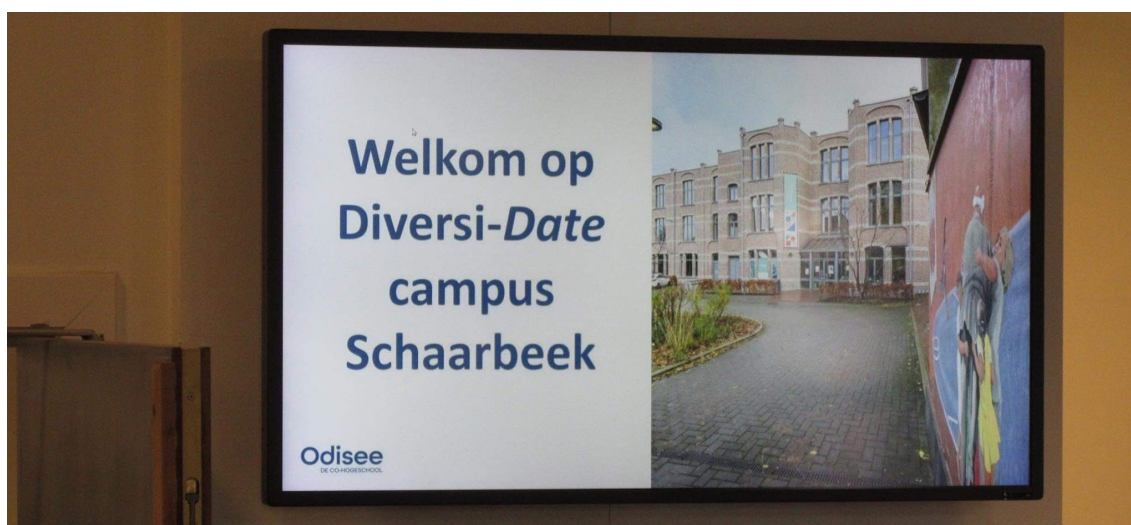 Welkom op
Diversi-Date
campus
Schaarbeek
Odisee
DE CO-HOGESCHOOL